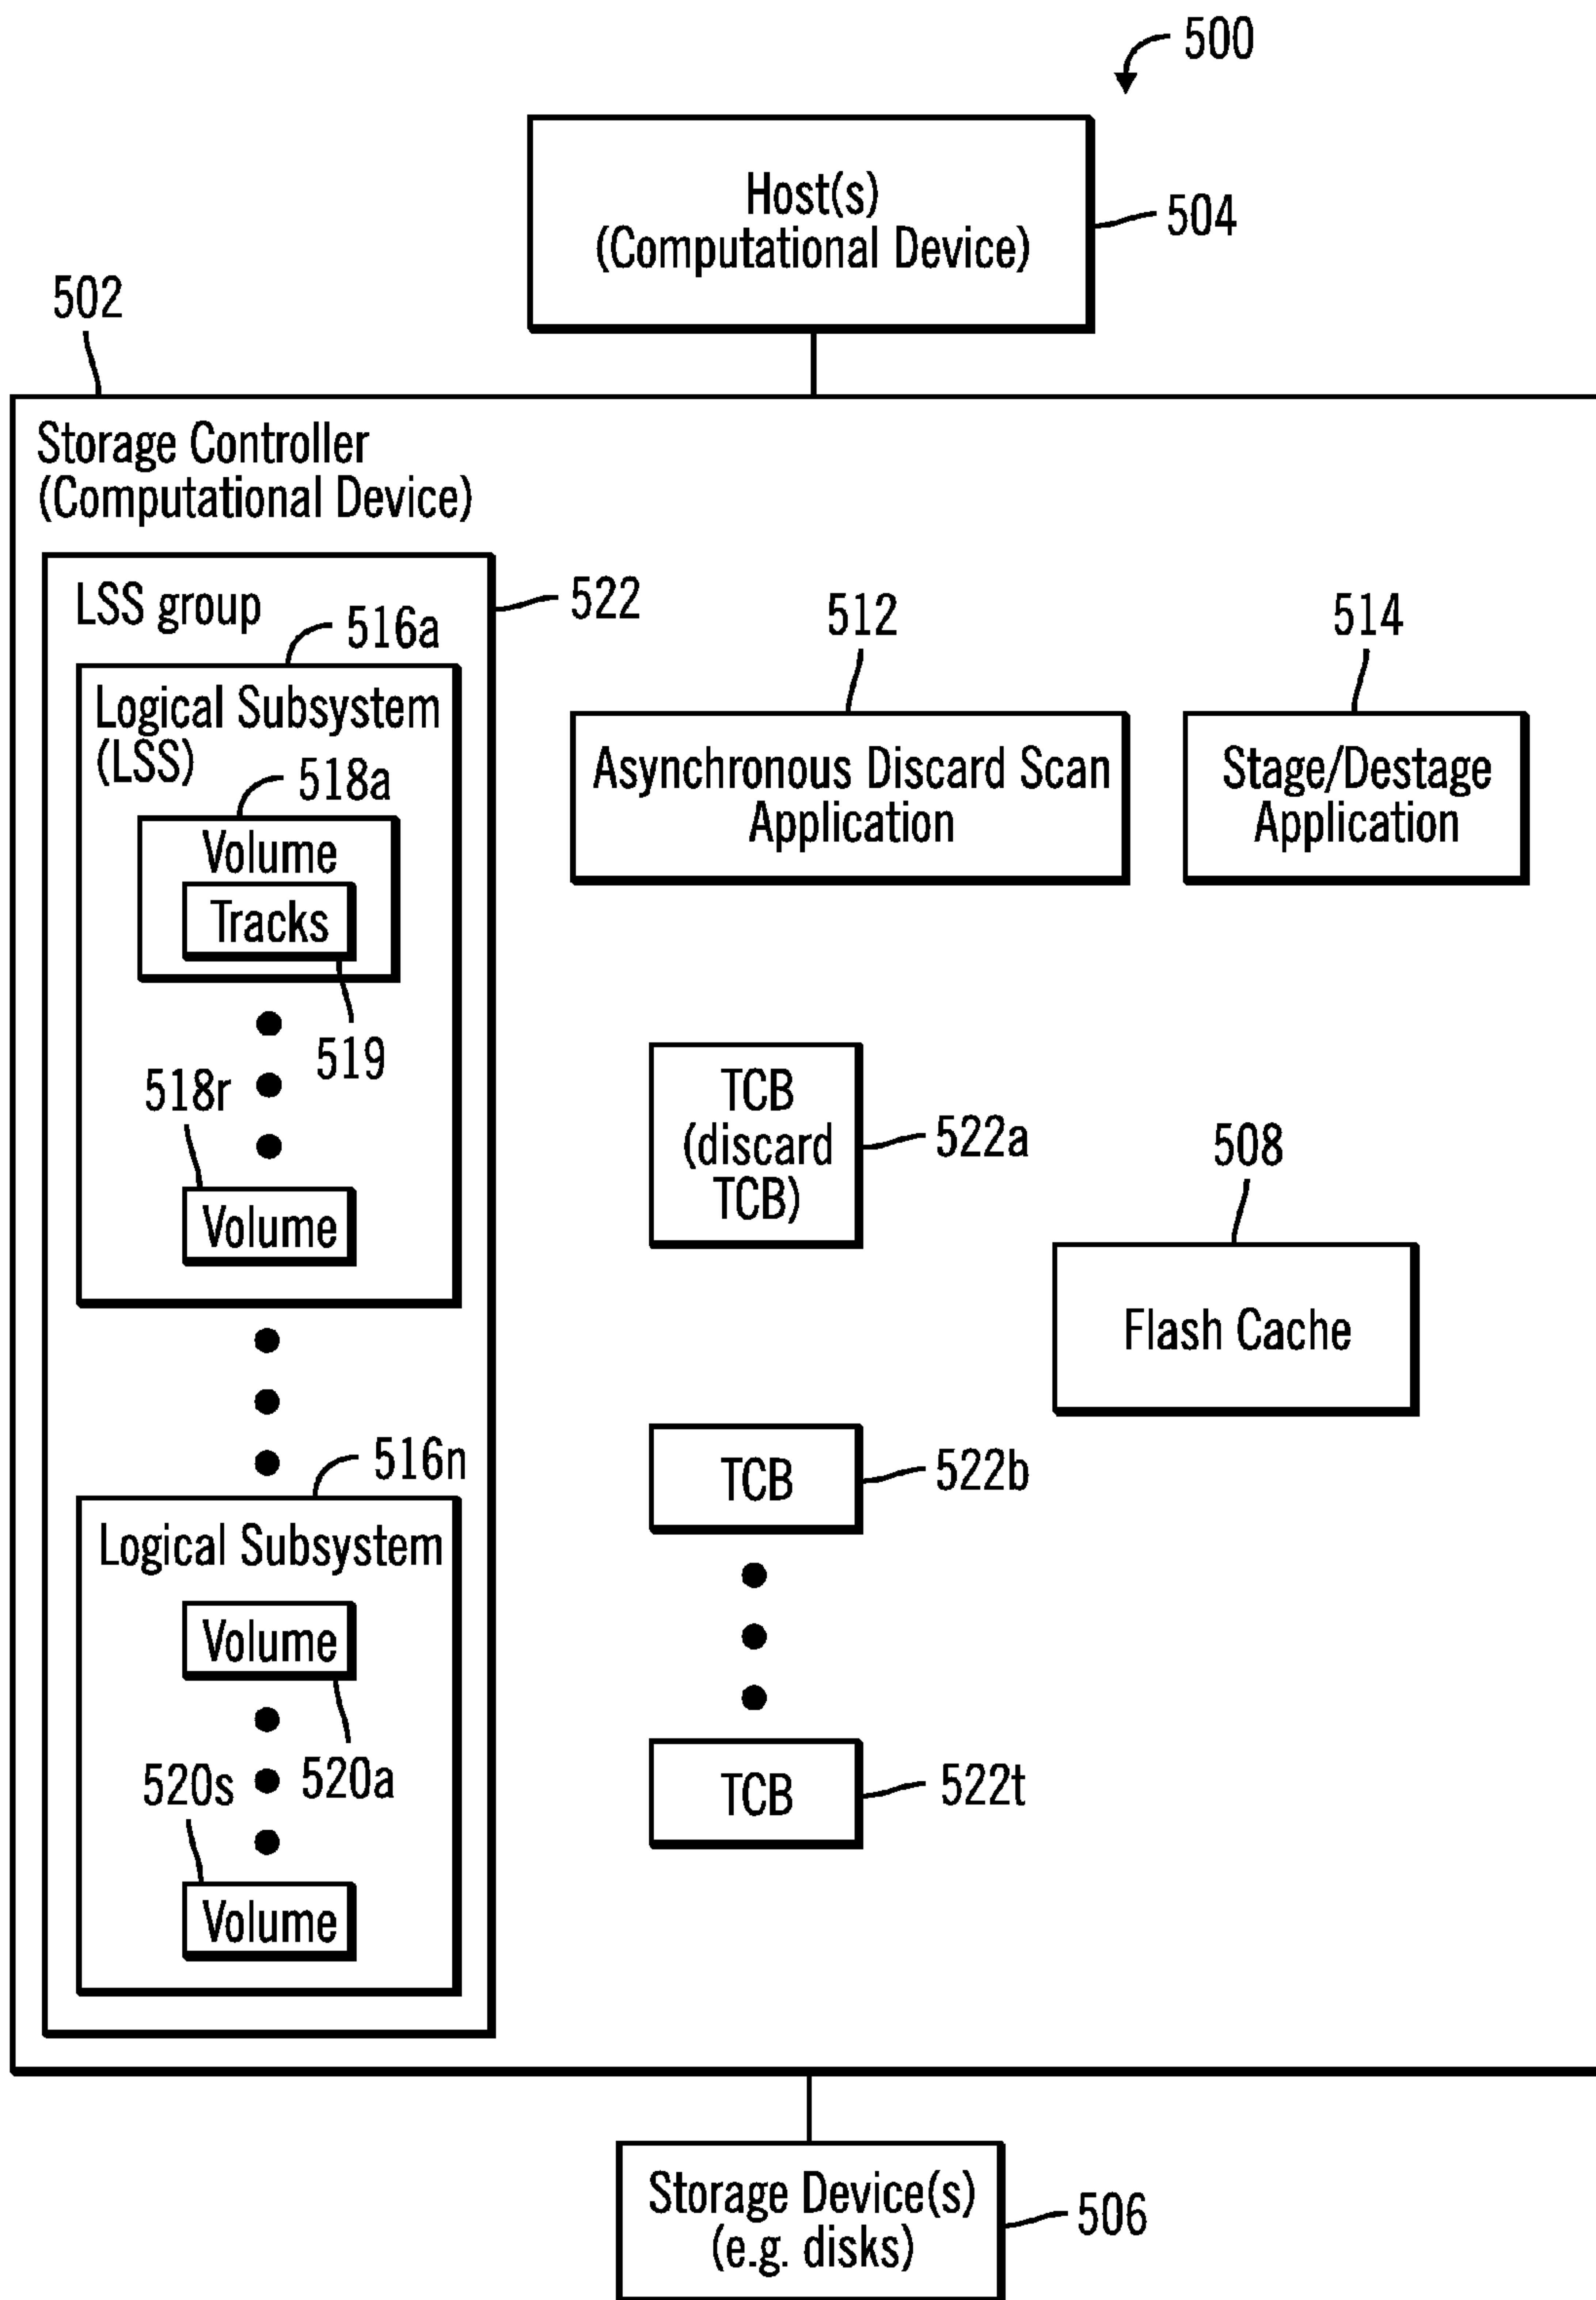 500
Host(s)
(Computational Device)
504
502
Storage Controller
(Computational Device)
LSS group
522
516a
Logical Subsystem
(LSS)
518a
Volume
Tracks
519
518r
Volume
516n
Logical Subsystem
Volume
520a
520s
Volume
512
Asynchronous Discard Scan
Application
514
Stage/Destage
Application
TCB
(discard
TCB)
522a
508
Flash Cache
TCB
522b
TCB
522t
Storage Device(s)
(e.g. disks)
506